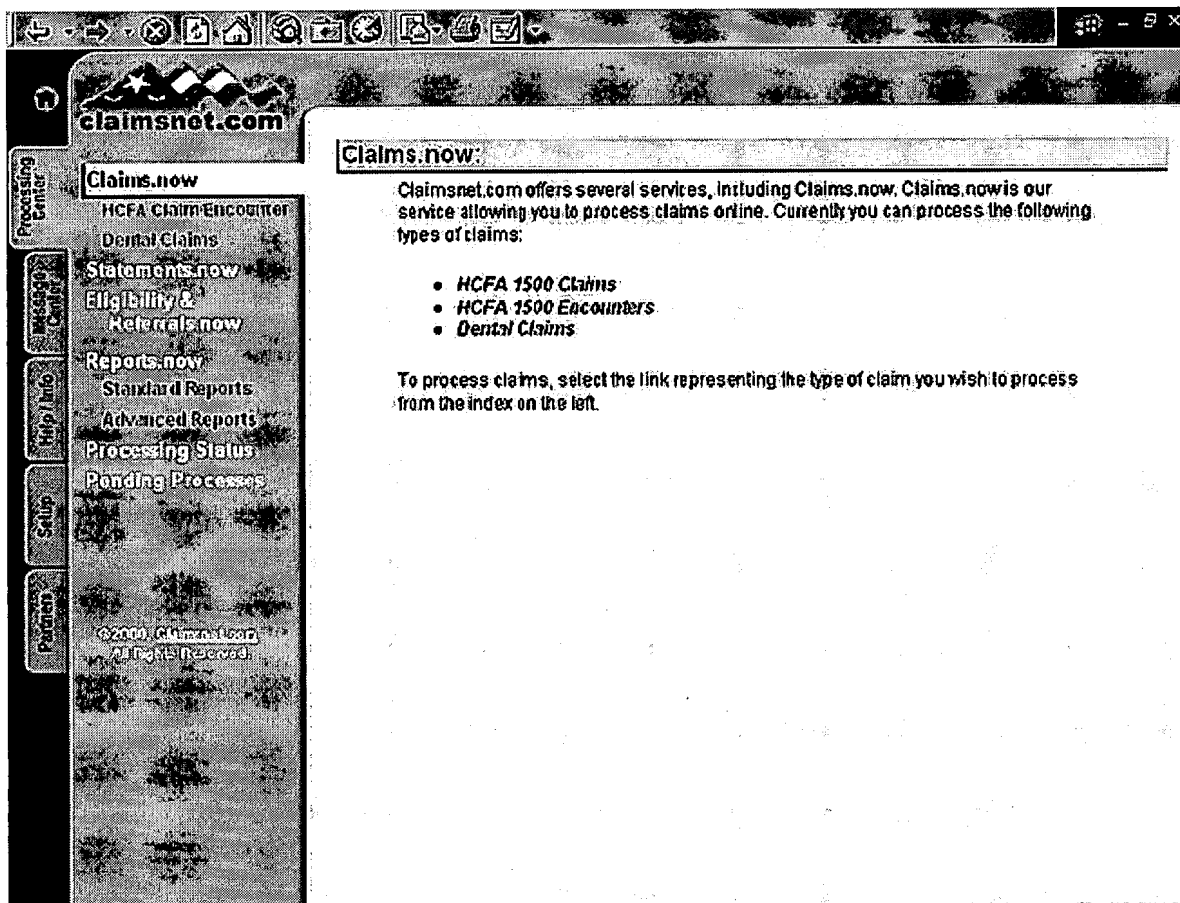 claimsnet.com
Processing Center
Message Center
Help / Info
Setup
Partners
Claims.now
HCFA Claim Encounter
Dental Claims
Statements.now
Eligibility &
Referrals.now
Reports.now
Standard Reports
Advanced Reports
Processing Status
Pending Processes
©2000, Claimsnet.com
All Rights Reserved.
Claims.now:
Claimsnet.com offers several services, including Claims.now. Claims.now is our
service allowing you to process claims online. Currently you can process the following
types of claims:
• HCFA 1500 Claims
• HCFA 1500 Encounters
• Dental Claims
To process claims, select the link representing the type of claim you wish to process
from the index on the left.